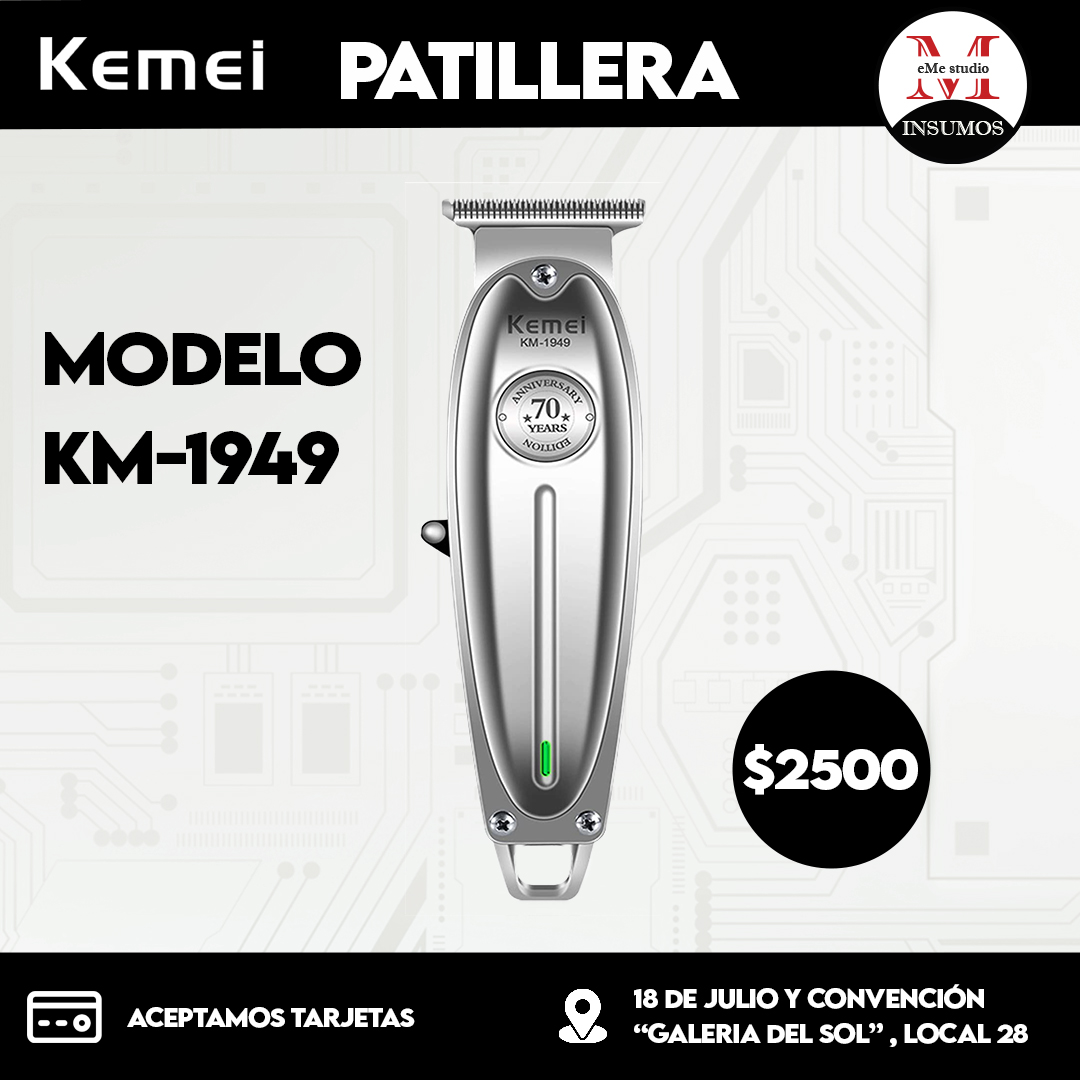 Kemei
PATILLERA
M
eMe studio
INSUMOS
Kemei
KM-1949
ANNIVERSARY
70
YEARS
EDITION
MODELO
KM-1949
$2500
ACEPTAMOS TARJETAS
18 DE JULIO Y CONVENCIÓN
“GALERIA DEL SOL” , LOCAL 28